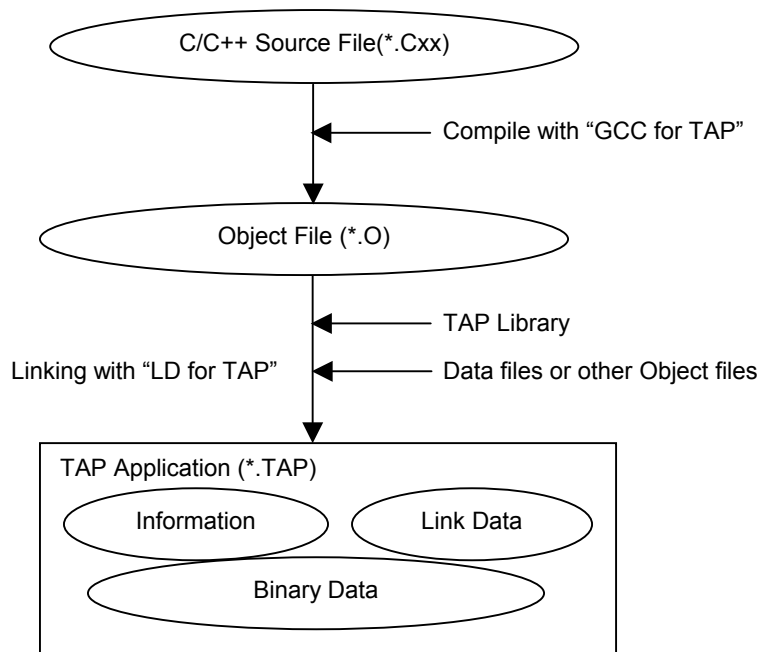 C/C++ Source File(*.Cxx)
Compile with “GCC for TAP”
Object File (*.O)
TAP Library
Linking with “LD for TAP”
Data files or other Object files
TAP Application (*.TAP)
Information
Link Data
Binary Data